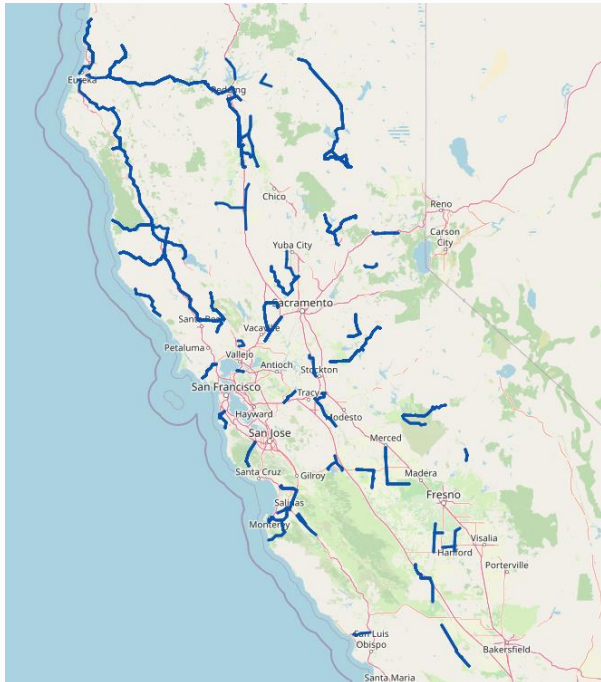 Eureka
Redding
Chico
Reno
Carson
City
Yuba City
Sacramento
Santa Rosa
Vacaville
Petaluma
Vallejo
Antioch
Stockton
San Francisco
Tracy
Hayward
Modesto
San Jose
Merced
Santa Cruz
Gilroy
Madera
Salinas
Fresno
Monterey
Visalia
Hanford
Porterville
San Luis
Obispo
Bakersfield
Santa Maria